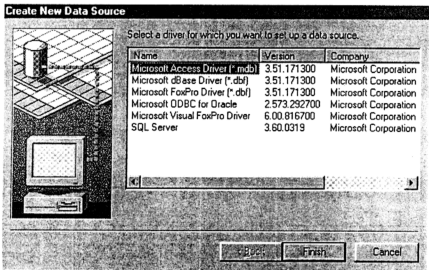 Create New Data Source
Select a driver for which you want to set up a data source.
Name Version Company
Microsoft Access Driver (*.mdb) 3.51.171300 Microsoft Corporation
Microsoft dBase Driver (*.dbf) 3.51.171300 Microsoft Corporation
Microsoft FoxPro Driver (*.dbf) 3.51.171300 Microsoft Corporation
Microsoft ODBC for Oracle 2.573.292700 Microsoft Corporation
Microsoft Visual FoxPro Driver 6.00.816700 Microsoft Corporation
SQL Server 3.60.0319 Microsoft Corporation
< Back Finish Cancel